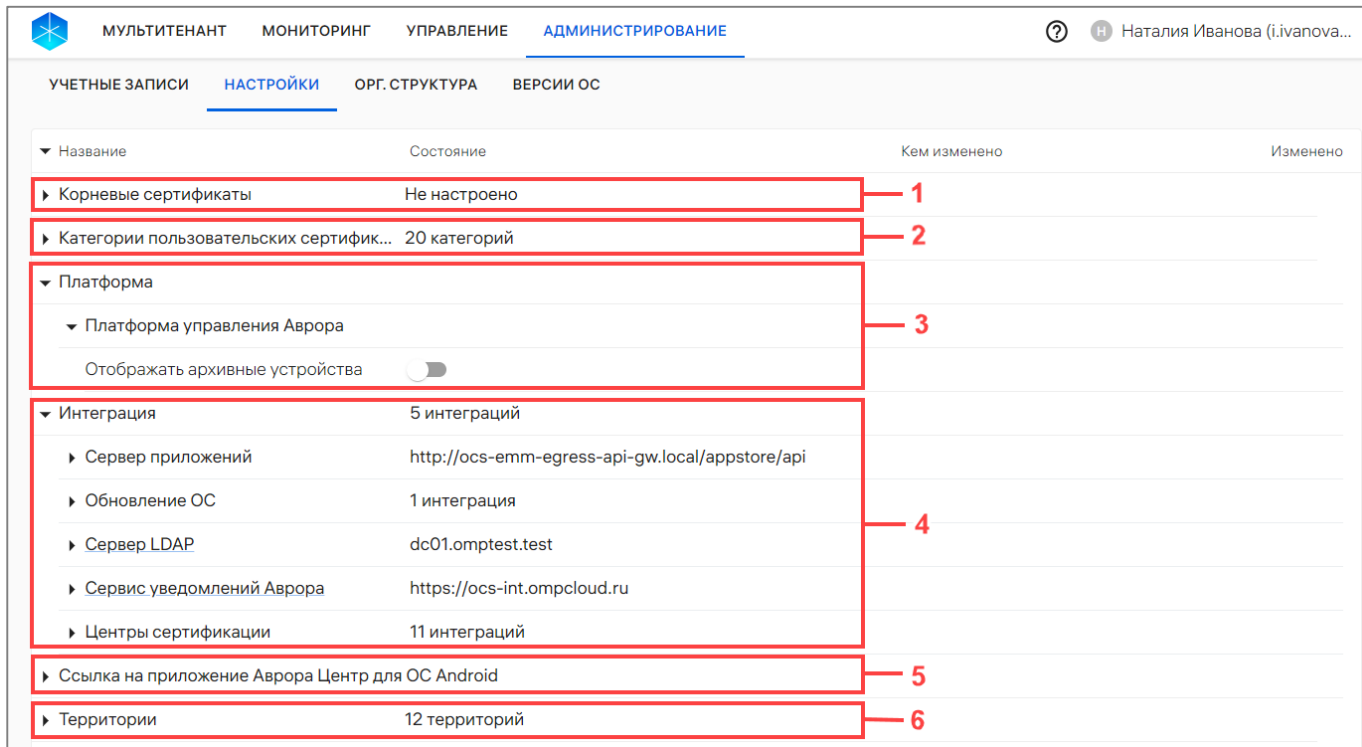 МУЛЬТИТЕНАНТ МОНИТОРИНГ УПРАВЛЕНИЕ АДМИНИСТРИРОВАНИЕ ? Н Наталия Иванова (i.ivanova...
УЧЕТНЫЕ ЗАПИСИ НАСТРОЙКИ ОРГ. СТРУКТУРА ВЕРСИИ ОС
Название Состояние Кем изменено Изменено
Корневые сертификаты Не настроено 1
Категории пользовательских сертифик... 20 категорий 2
Платформа
Платформа управления Аврора 3
Отображать архивные устройства
Интеграция 5 интеграций
Сервер приложений http://ocs-emm-egress-api-gw.local/appstore/api
Обновление ОС 1 интеграция
4
Сервер LDAP dc01.omptest.test
Сервис уведомлений Аврора https://ocs-int.ompcloud.ru
Центры сертификации 11 интеграций
Ссылка на приложение Аврора Центр для ОС Android 5
Территории 12 территорий 6